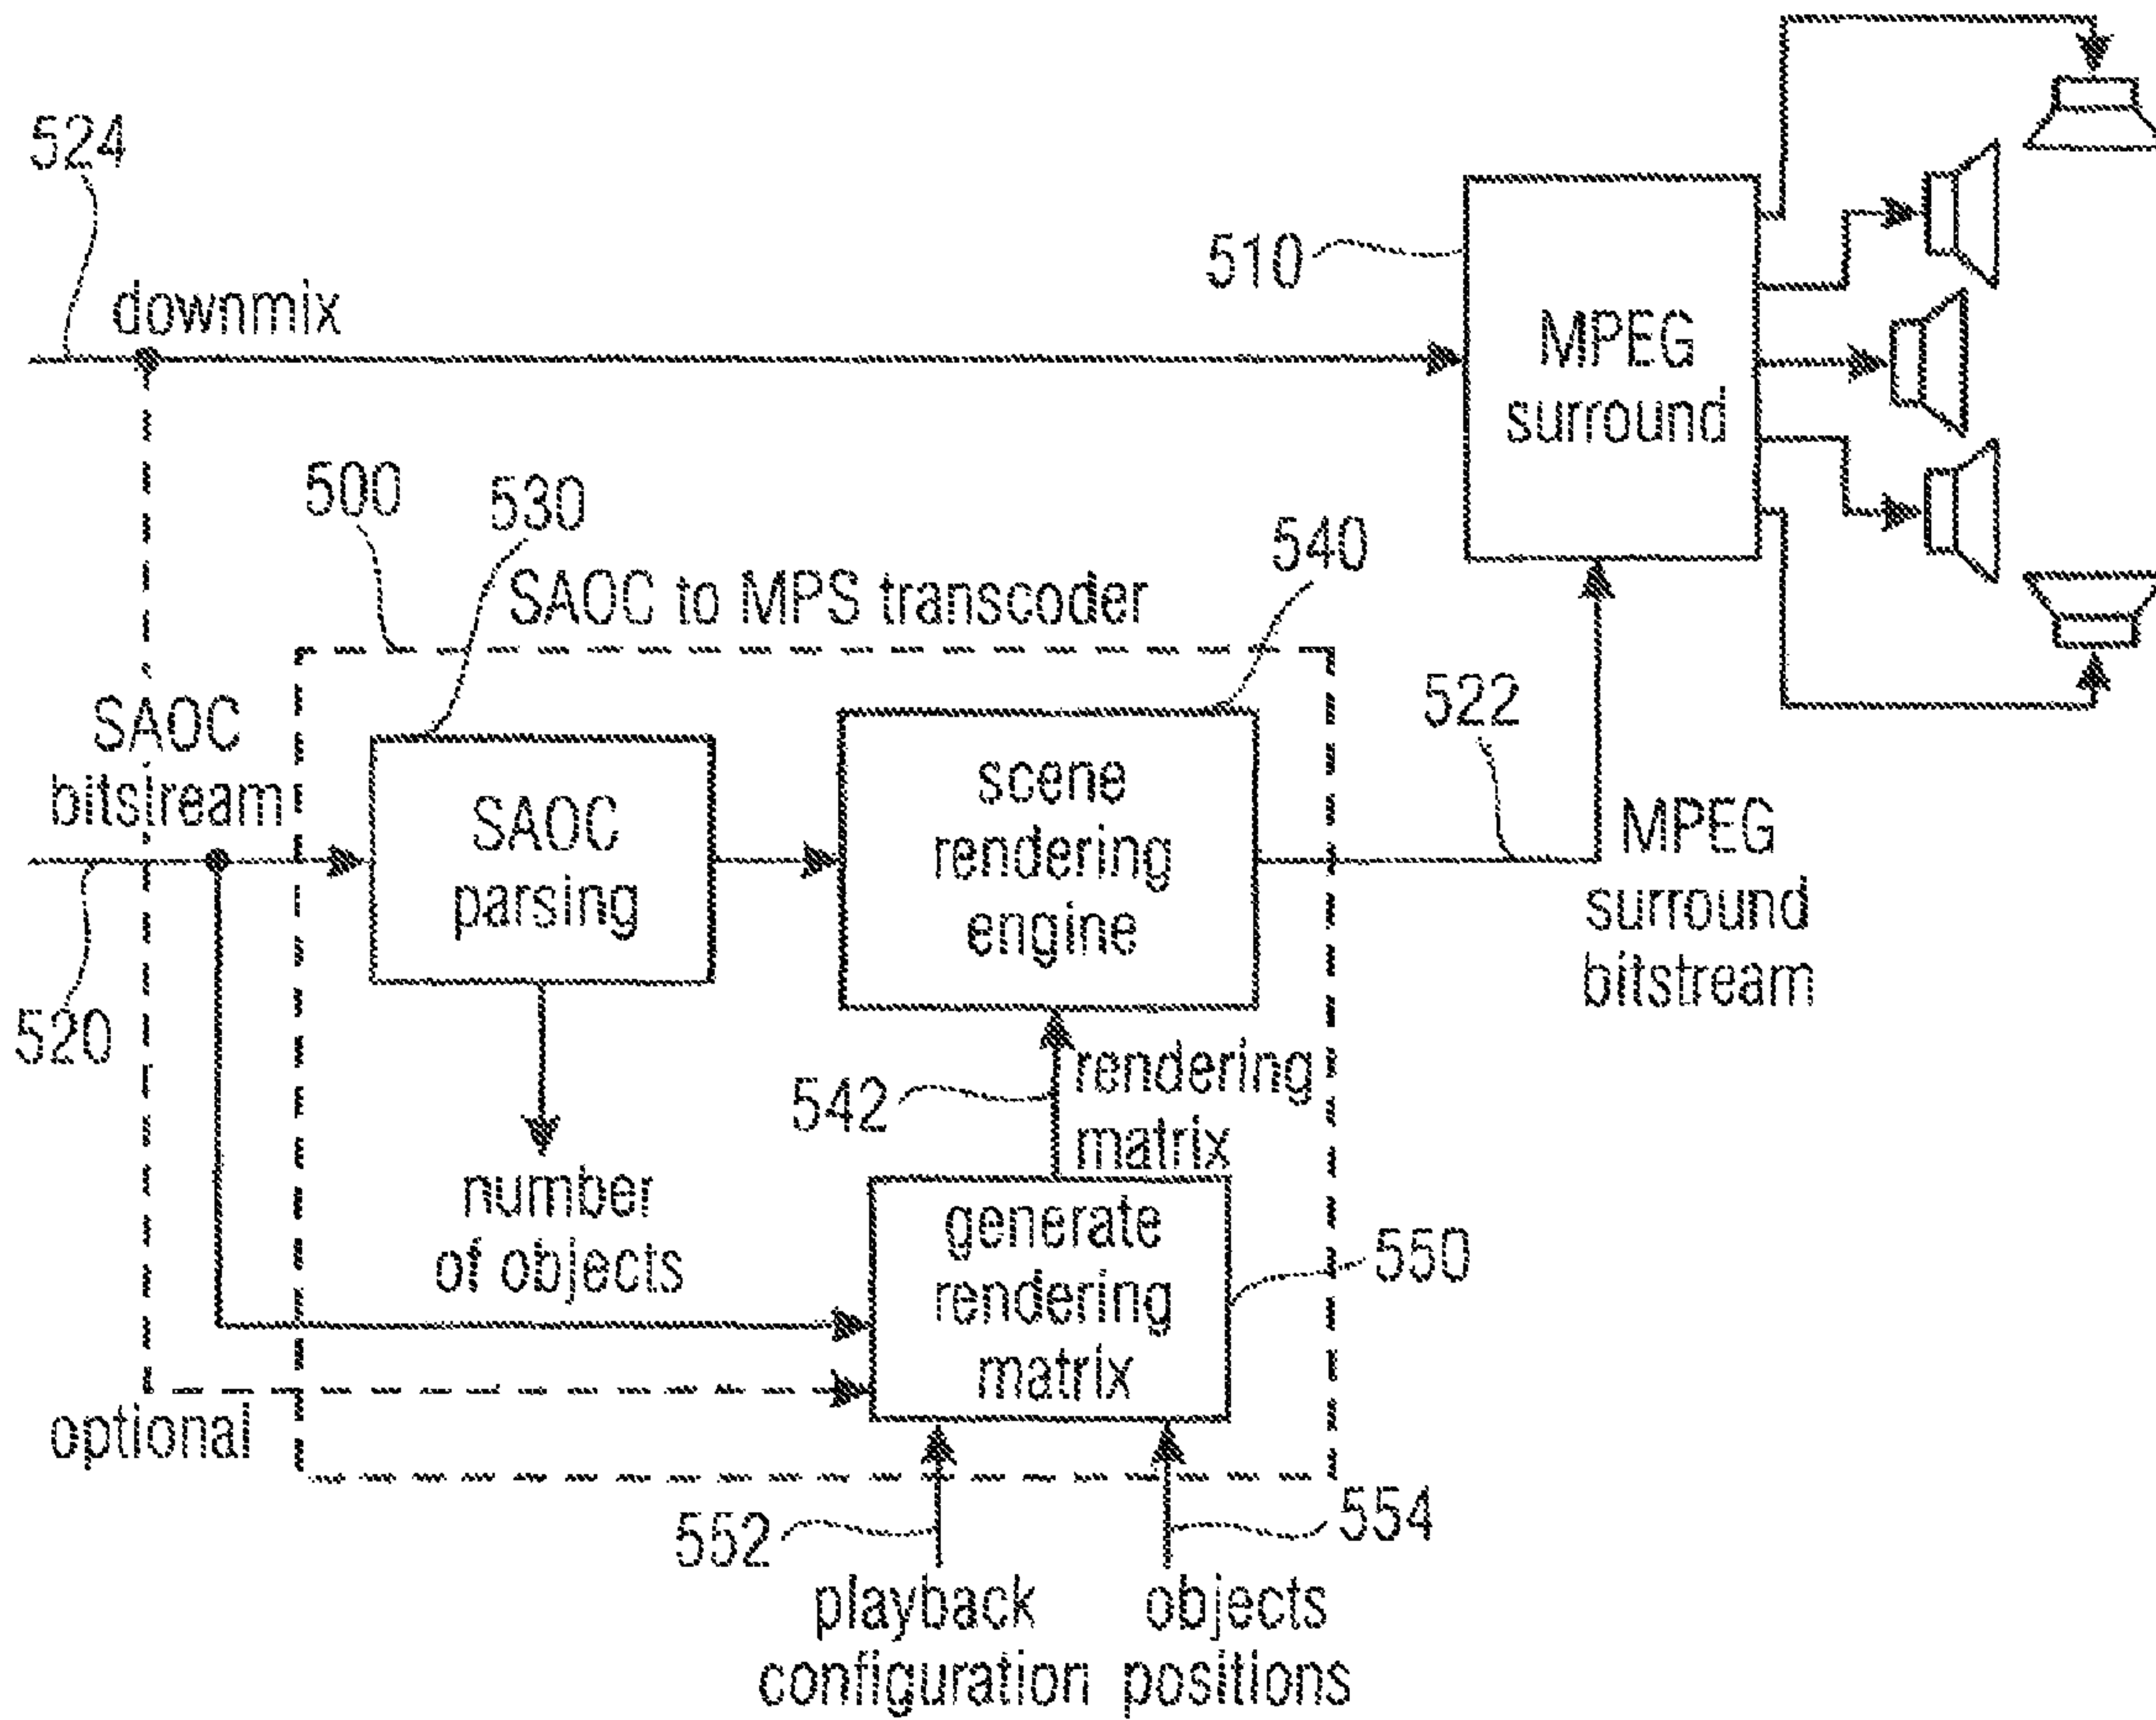 524
downmix
510
MPEG
surround
500
530
SAOC to MPS transcoder
540
SAOC
bitstream
520
SAOC
parsing
scene
rendering
engine
522
MPEG
surround
bitstream
number
of objects
542
rendering
matrix
generate
rendering
matrix
550
optional
552
554
playback
configuration
objects
positions